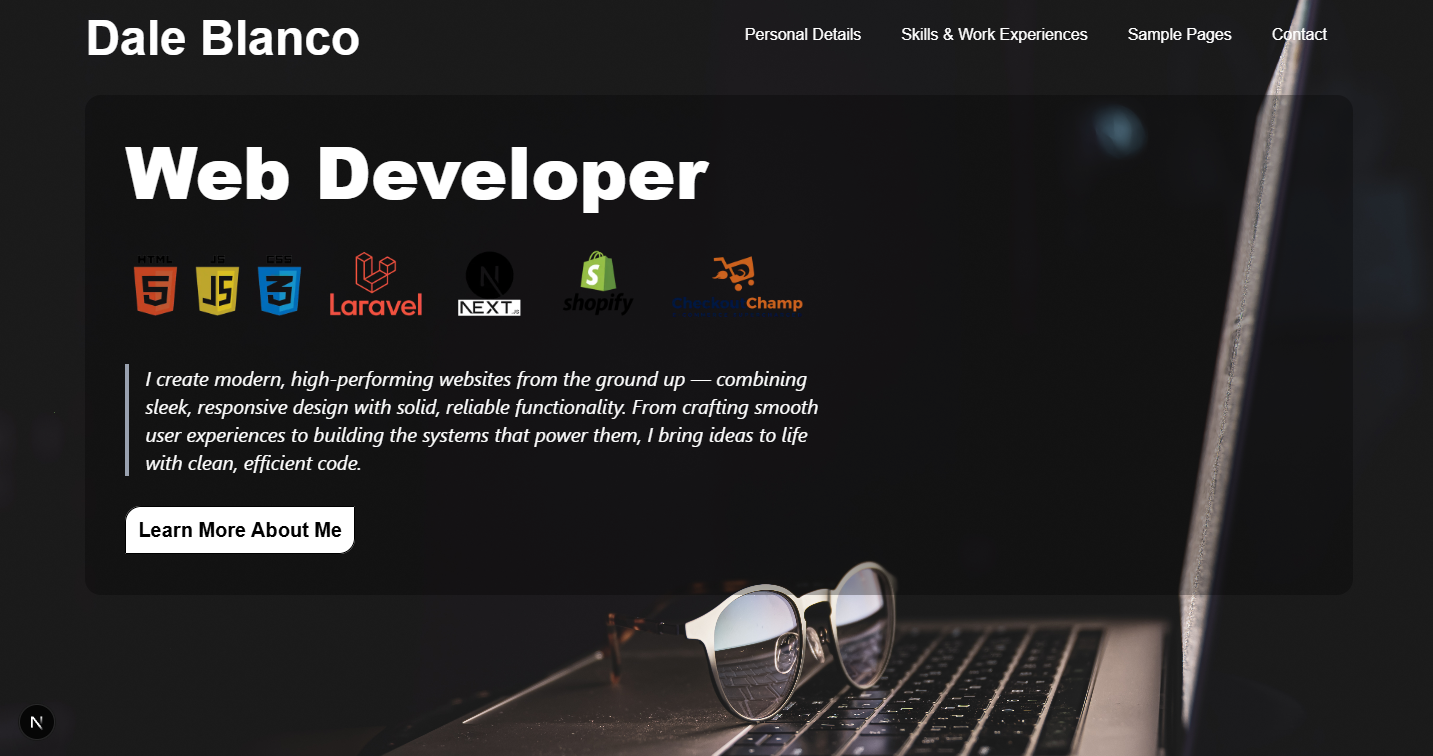 Dale Blanco
Personal Details Skills & Work Experiences Sample Pages Contact
Web Developer
HTML JS CSS
5 JS 3
Laravel
NEXT.JS
shopify
Champ
I create modern, high-performing websites from the ground up — combining
sleek, responsive design with solid, reliable functionality. From crafting smooth
user experiences to building the systems that power them, I bring ideas to life
with clean, efficient code.
Learn More About Me